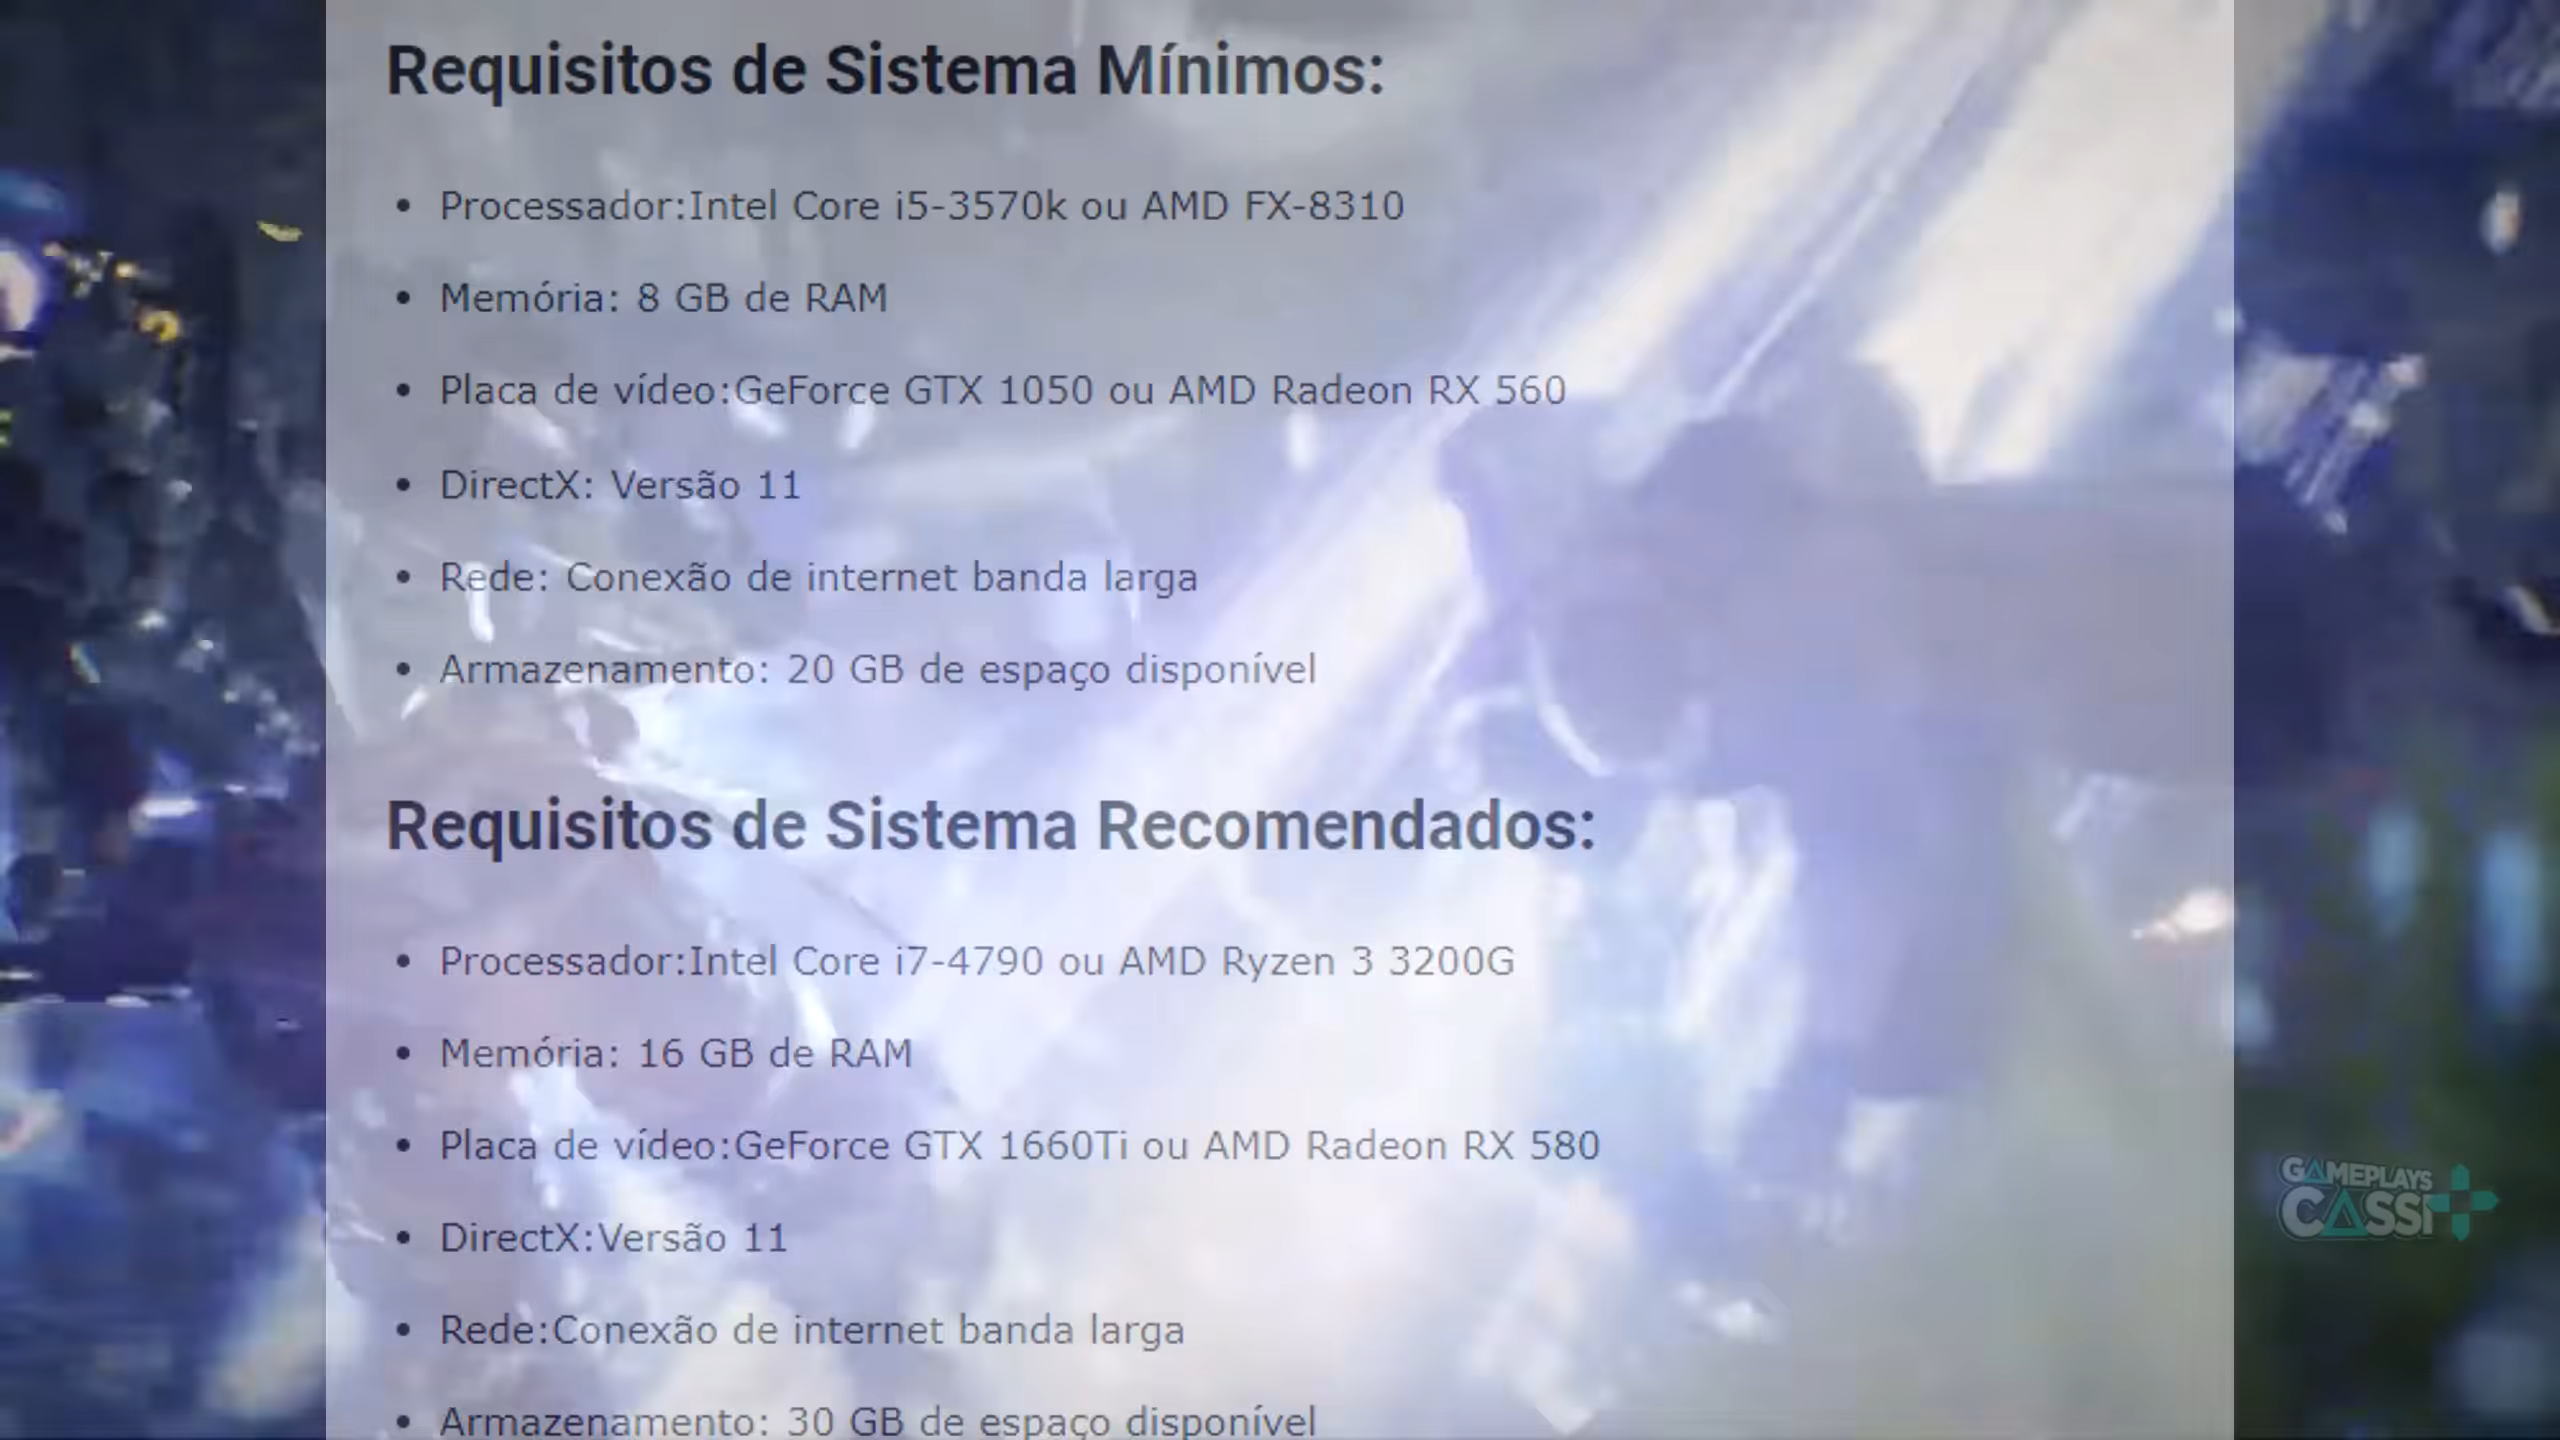 Requisitos de Sistema Mínimos:
• Processador:Intel Core i5-3570k ou AMD FX-8310
• Memória: 8 GB de RAM
• Placa de vídeo:GeForce GTX 1050 ou AMD Radeon RX 560
• DirectX: Versão 11
• Rede: Conexão de internet banda larga
• Armazenamento: 20 GB de espaço disponível
Requisitos de Sistema Recomendados:
• Processador:Intel Core i7-4790 ou AMD Ryzen 3 3200G
• Memória: 16 GB de RAM
• Placa de vídeo:GeForce GTX 1660Ti ou AMD Radeon RX 580
• DirectX:Versão 11
• Rede:Conexão de internet banda larga
• Armazenamento: 30 GB de espaço disponível
GAMEPLAYS
CASSI